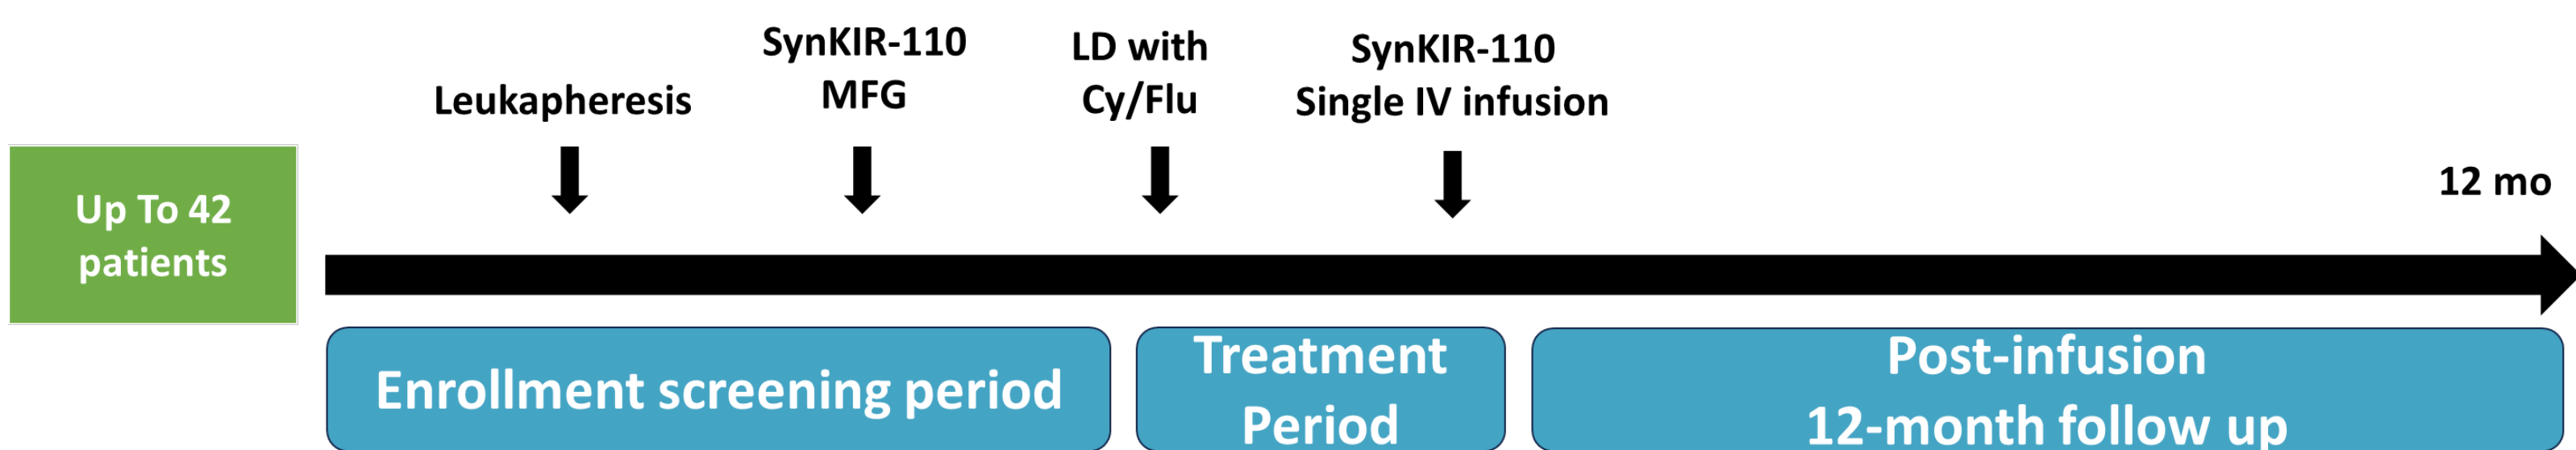 Up To 42
patients
Leukapheresis
SynKIR-110
MFG
LD with
Cy/Flu
SynKIR-110
Single IV infusion
12 mo
Enrollment screening period
Treatment
Period
Post-infusion
12-month follow up